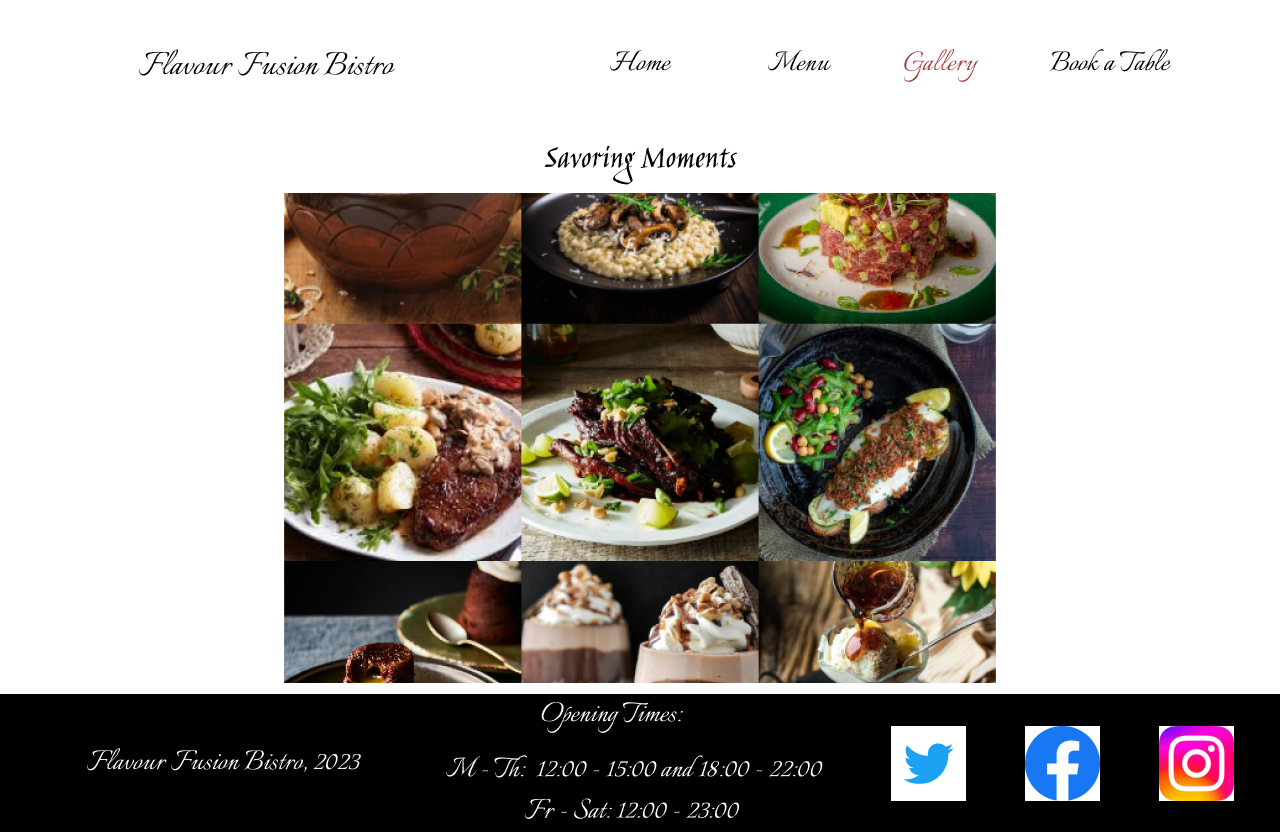 Flavour Fusion Bistro
Home
Menu
Gallery
Book a Table
Savoring Moments
Flavour Fusion Bistro, 2023
Opening Times:
M - Th: 12:00 - 15:00 and 18:00 - 22:00
Fr - Sat: 12:00 - 23:00